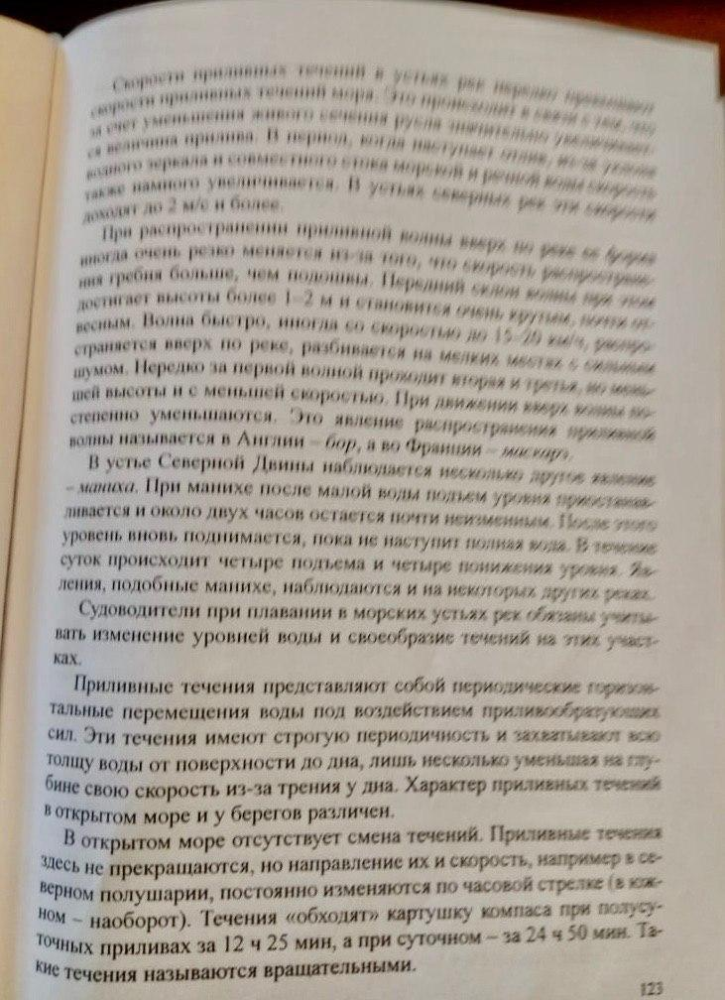 Скорости приливных течений в устьях рек нередко превышают
скорости приливных течений моря. Это происходит в связи с тем, что
за счет уменьшения живого сечения русла значительно увеличивает-
ся величина прилива. В период, когда наступает отлив, из-за уклона
водного зеркала и совместного стока морской и речной воды скорость
также намного увеличивается. В устьях северных рек эти скорости
доходят до 2 м/с и более.
При распространении приливной волны вверх по реке ее форма
иногда очень резко меняется из-за того, что скорость распростране-
ния гребня больше, чем подошвы. Передний склон волны при этом
достигает высоты более 1–2 м и становится очень крутым, почти от-
весным. Волна быстро, иногда со скоростью до 15–20 км/ч, распро-
страняется вверх по реке, разбивается на мелких местах с сильным
шумом. Нередко за первой волной проходит вторая и третья, но мень-
шей высоты и с меньшей скоростью. При движении вверх волны по-
степенно уменьшаются. Это явление распространения приливной
волны называется в Англии – бор, а во Франции – маскарэ.
В устье Северной Двины наблюдается несколько другое явление
– маниха. При манихе после малой воды подъем уровня приостанав-
ливается и около двух часов остается почти неизменным. После этого
уровень вновь поднимается, пока не наступит полная вода. В течение
суток происходит четыре подъема и четыре понижения уровня. Яв-
ления, подобные манихе, наблюдаются и на некоторых других реках.
Судоводители при плавании в морских устьях рек обязаны учиты-
вать изменение уровней воды и своеобразие течений на этих участ-
ках.
Приливные течения представляют собой периодические горизон-
тальные перемещения воды под воздействием приливообразующих
сил. Эти течения имеют строгую периодичность и захватывают всю
толщу воды от поверхности до дна, лишь несколько уменьшая на глу-
бине свою скорость из-за трения у дна. Характер приливных течений
в открытом море и у берегов различен.
В открытом море отсутствует смена течений. Приливные течения
здесь не прекращаются, но направление их и скорость, например в се-
верном полушарии, постоянно изменяются по часовой стрелке (в юж-
ном – наоборот). Течения «обходят» картушку компаса при полусу-
точных приливах за 12 ч 25 мин, а при суточном – за 24 ч 50 мин. Та-
кие течения называются вращательными.
123